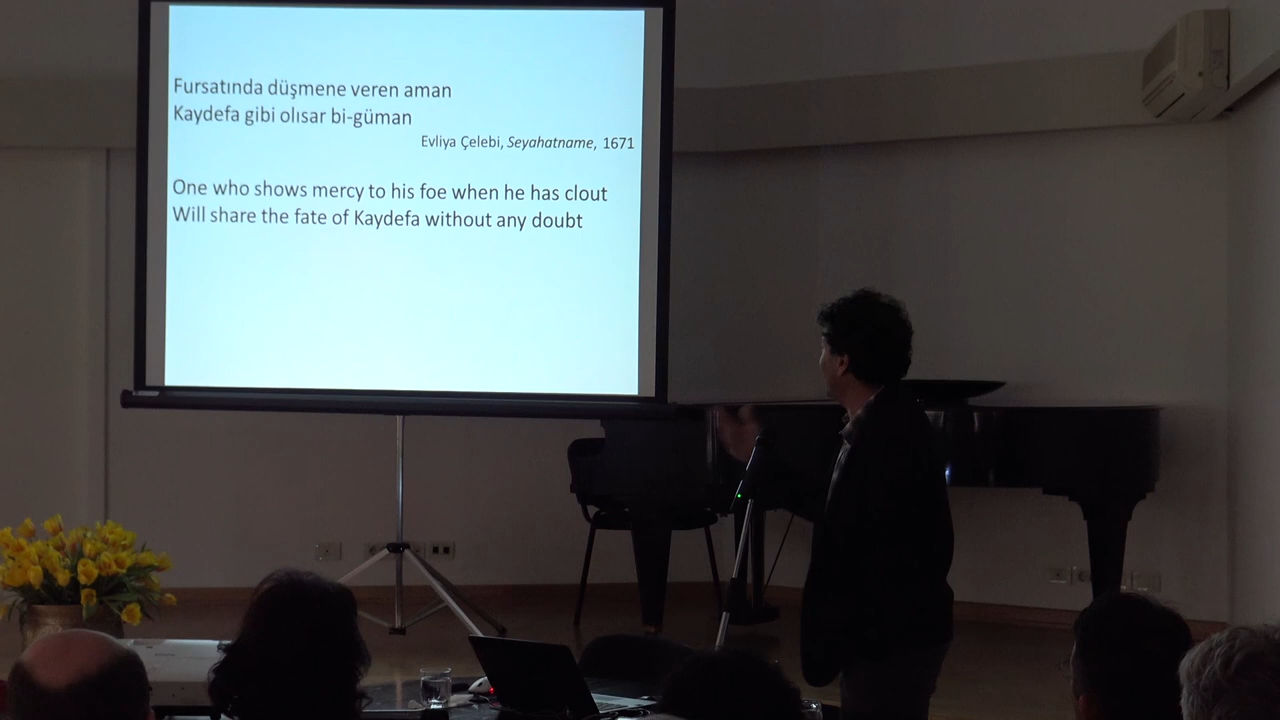 Fursatında düşmene veren aman
Kaydefa gibi olısar bi-güman
Evliya Çelebi, Seyahatname, 1671
One who shows mercy to his foe when he has clout
Will share the fate of Kaydefa without any doubt